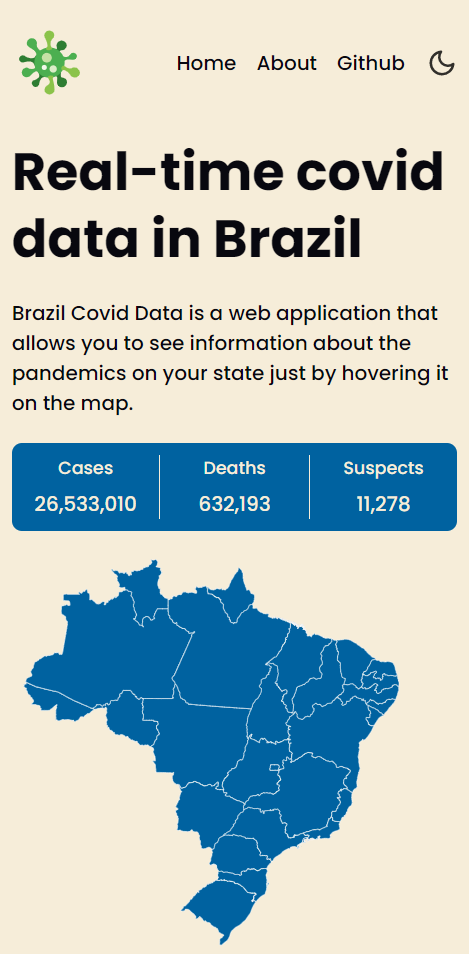 Home About Github
Real-time covid
data in Brazil
Brazil Covid Data is a web application that
allows you to see information about the
pandemics on your state just by hovering it
on the map.
Cases Deaths Suspects
26,533,010 632,193 11,278